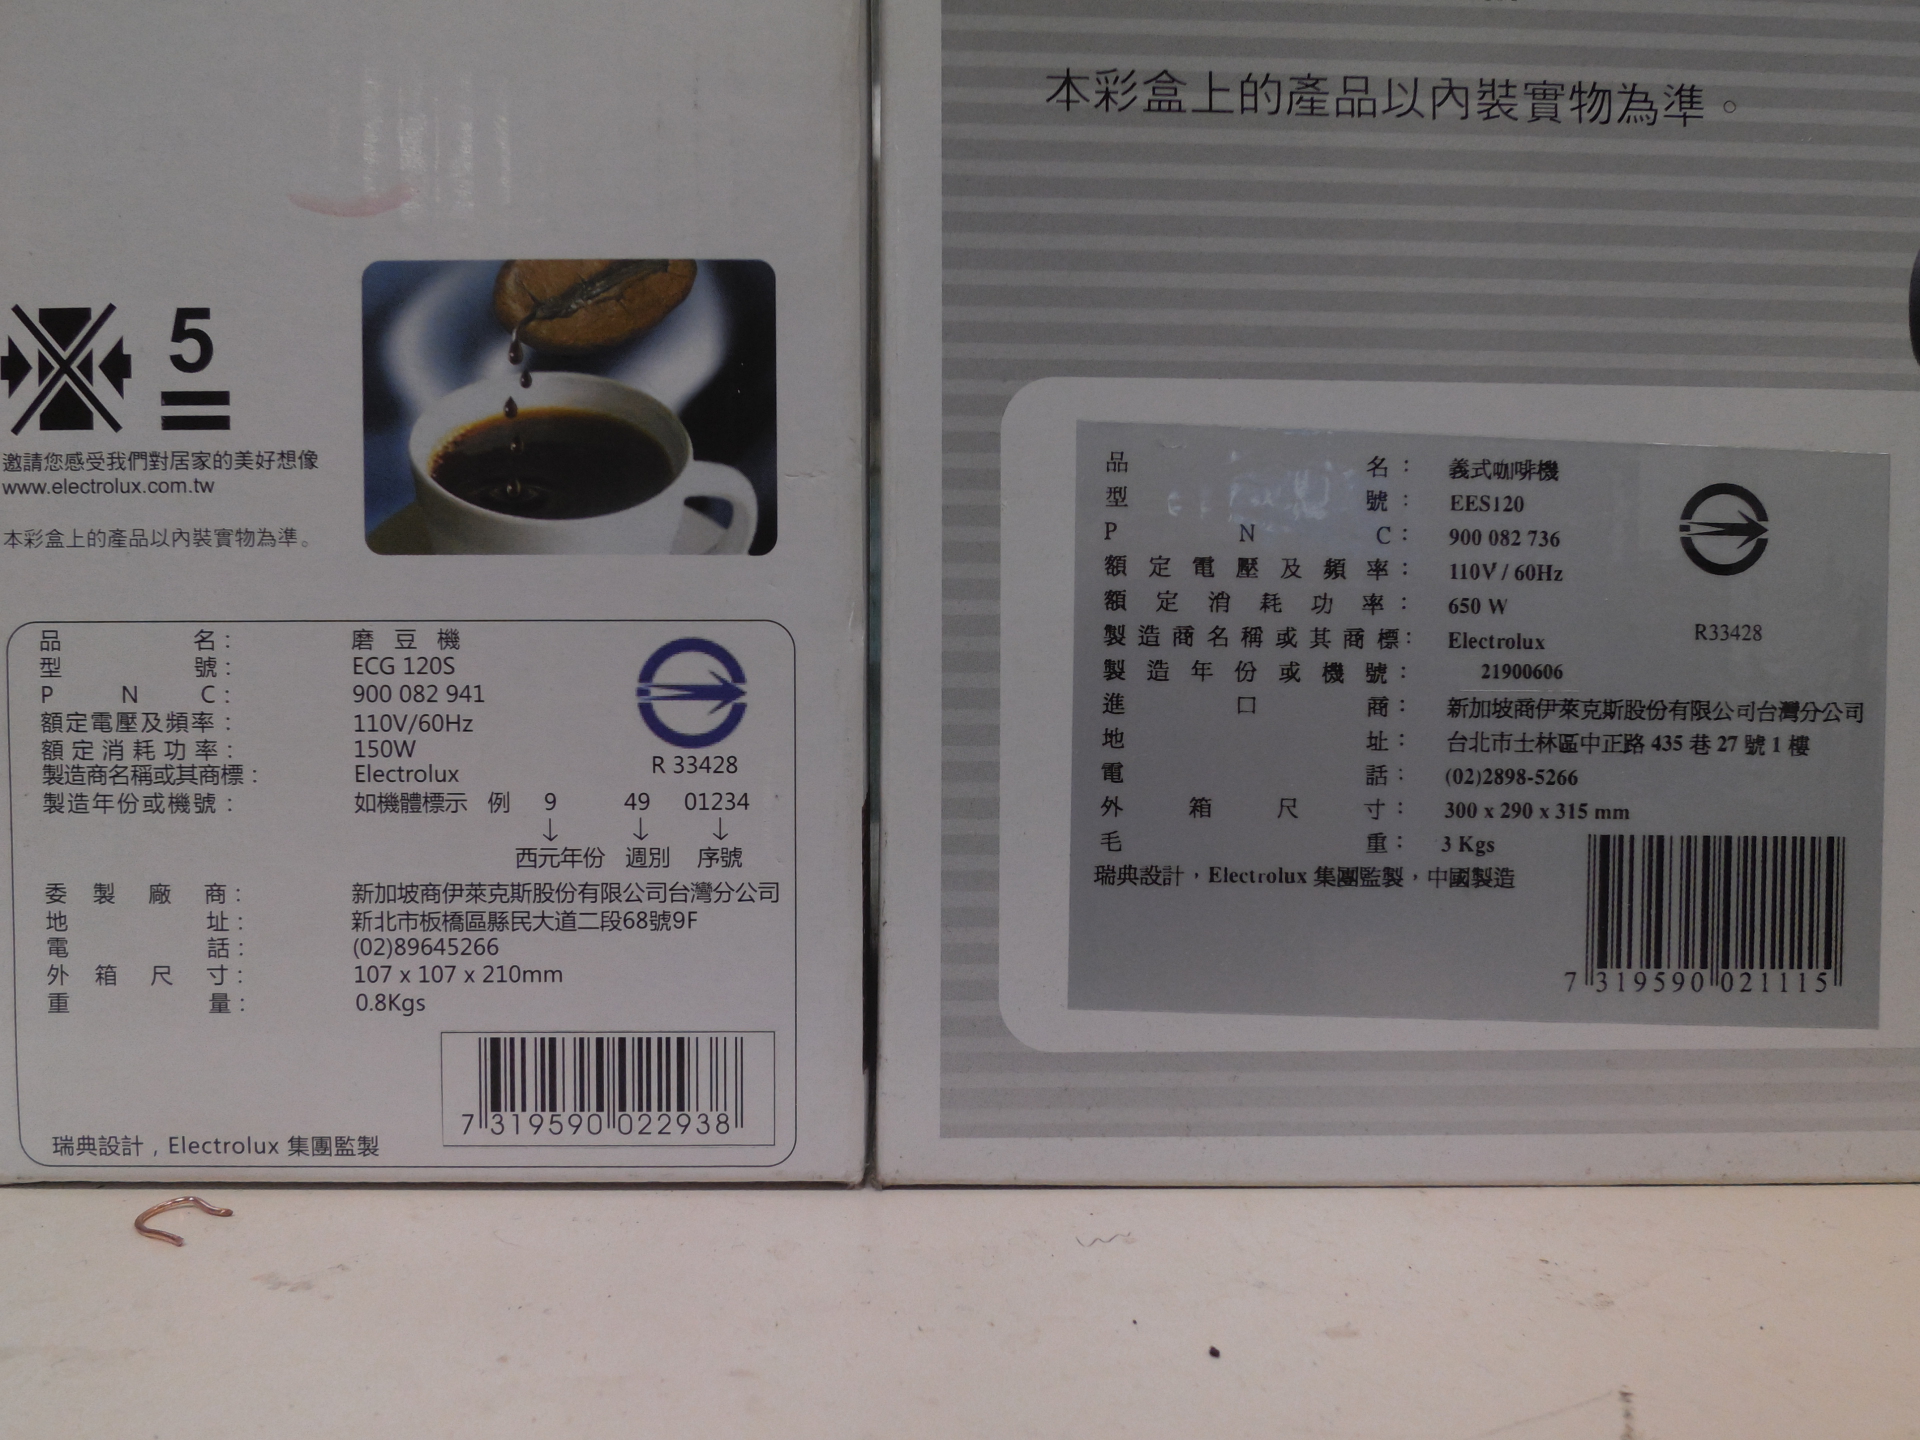 5
邀請您感受我們對居家的美好想像
www.electrolux.com.tw
本彩盒上的產品以內裝實物為準。
品名: 磨豆機
型號: ECG 120S
PNC: 900 082 941
額定電壓及頻率: 110V/60Hz
額定消耗功率: 150W
製造商名稱或其商標: Electrolux
製造年份或機號: 如機體標示 例 9 49 01234
西元年份 週別 序號
R 33428
委製廠商: 新加坡商伊萊克斯股份有限公司台灣分公司
地址: 新北市板橋區縣民大道二段68號9F
電話: (02)89645266
外箱尺寸: 107 x 107 x 210mm
重量: 0.8Kgs
7 319590 022938
瑞典設計, Electrolux 集團監製
本彩盒上的產品以內裝實物為準。
品名: 義式咖啡機
型號: EES120
PNC: 900 082 736
額定電壓及頻率: 110V / 60Hz
額定消耗功率: 650 W
製造商名稱或其商標: Electrolux
製造年份或機號: 21900606
R33428
進口商: 新加坡商伊萊克斯股份有限公司台灣分公司
地址: 台北市士林區中正路 435 巷 27 號 1 樓
電話: (02)2898-5266
外箱尺寸: 300 x 290 x 315 mm
毛重: 3 Kgs
瑞典設計,Electrolux 集團監製,中國製造
7 319590 021115